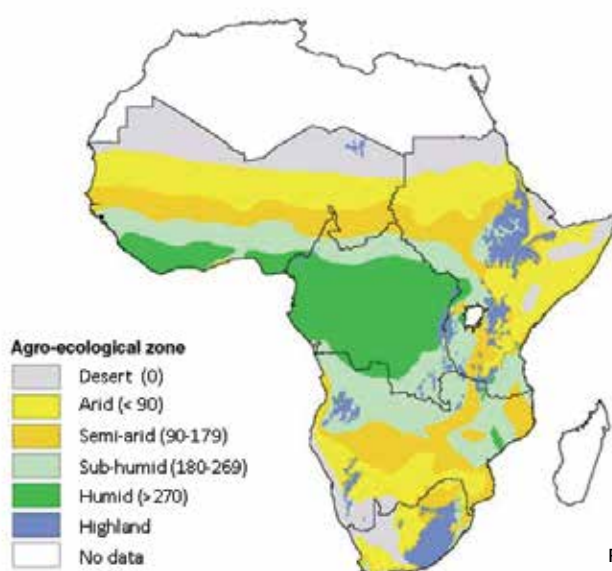 Agro-ecological zone
Desert (0)
Arid (< 90)
Semi-arid (90-179)
Sub-humid (180-269)
Humid (>270)
Highland
No data
F